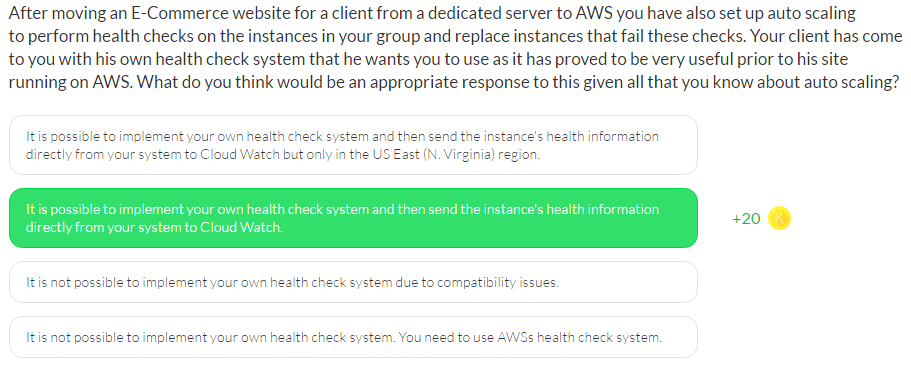 After moving an E-Commerce website for a client from a dedicated server to AWS you have also set up auto scaling
to perform health checks on the instances in your group and replace instances that fail these checks. Your client has come
to you with his own health check system that he wants you to use as it has proved to be very useful prior to his site
running on AWS. What do you think would be an appropriate response to this given all that you know about auto scaling?
It is possible to implement your own health check system and then send the instance's health information
directly from your system to Cloud Watch but only in the US East (N. Virginia) region.
It is possible to implement your own health check system and then send the instance's health information
directly from your system to Cloud Watch.
+20 K
It is not possible to implement your own health check system due to compatibility issues.
It is not possible to implement your own health check system. You need to use AWSs health check system.